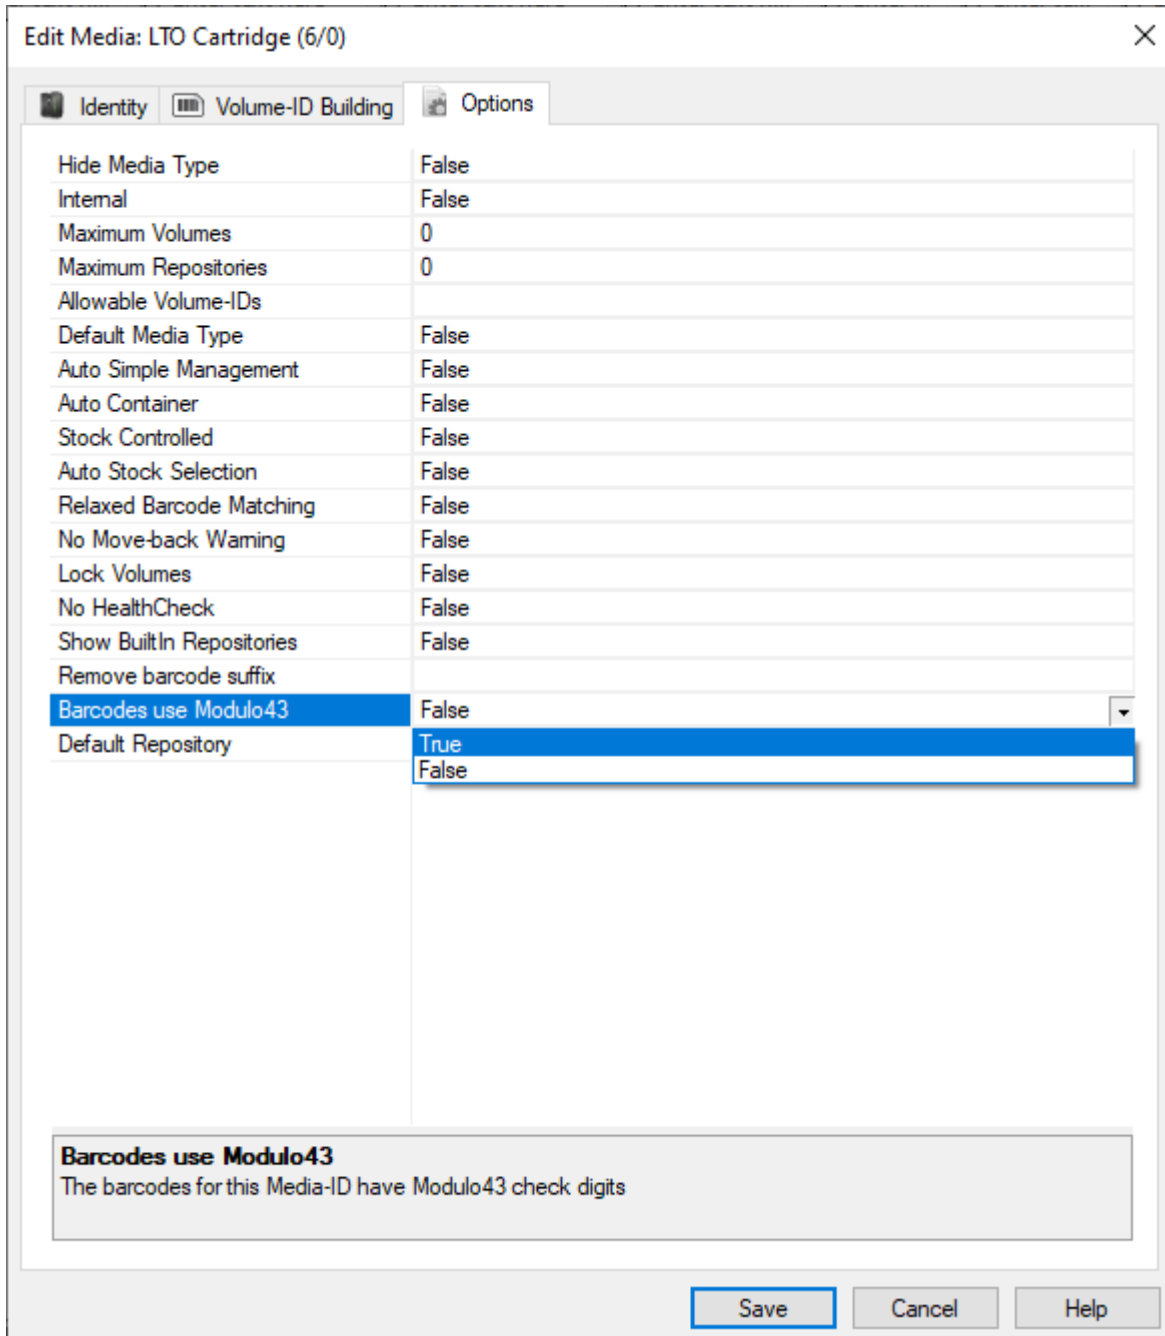 Edit Media: LTO Cartridge (6/0)
Identity Volume-ID Building Options
Hide Media Type False
Internal False
Maximum Volumes 0
Maximum Repositories 0
Allowable Volume-IDs
Default Media Type False
Auto Simple Management False
Auto Container False
Stock Controlled False
Auto Stock Selection False
Relaxed Barcode Matching False
No Move-back Warning False
Lock Volumes False
No HealthCheck False
Show BuiltIn Repositories False
Remove barcode suffix
Barcodes use Modulo43 False
Default Repository True
False
Barcodes use Modulo43
The barcodes for this Media-ID have Modulo43 check digits
Save Cancel Help